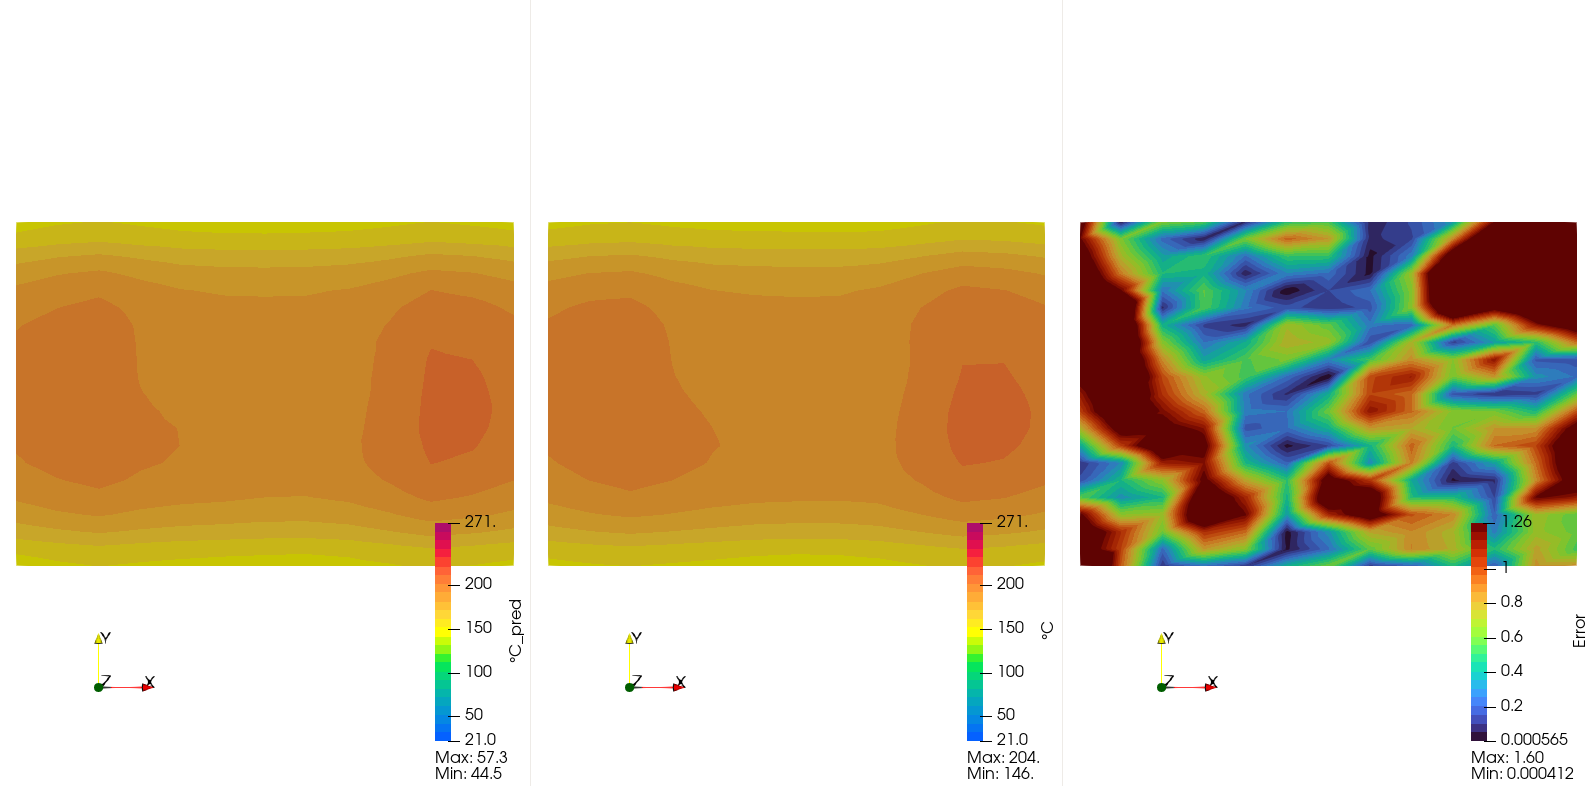 271.
200
150
100
50
21.0
°C_pred
Max: 57.3
Min: 44.5
Y
Z
X
271.
200
150
100
50
21.0
°C
Max: 204.
Min: 146.
Y
Z
X
1.26
1
0.8
0.6
0.4
0.2
0.000565
Error
Max: 1.60
Min: 0.000412
Y
Z
X